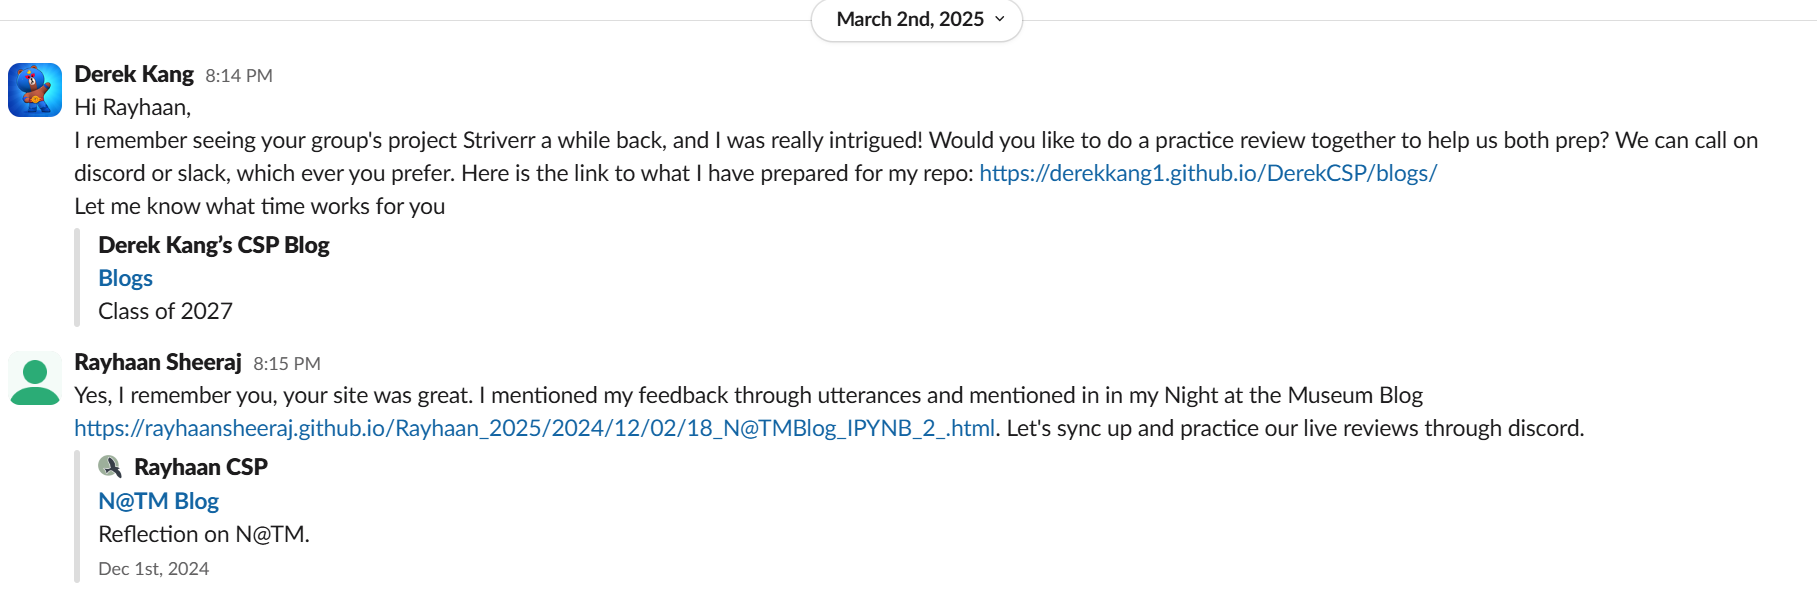 March 2nd, 2025
Derek Kang 8:14 PM
Hi Rayhaan,
I remember seeing your group's project Striverr a while back, and I was really intrigued! Would you like to do a practice review together to help us both prep? We can call on
discord or slack, which ever you prefer. Here is the link to what I have prepared for my repo: https://derekkang1.github.io/DerekCSP/blogs/
Let me know what time works for you
Derek Kang’s CSP Blog
Blogs
Class of 2027
Rayhaan Sheeraj 8:15 PM
Yes, I remember you, your site was great. I mentioned my feedback through utterances and mentioned in in my Night at the Museum Blog
https://rayhaansheeraj.github.io/Rayhaan_2025/2024/12/02/18_N@TMBlog_IPYNB_2_.html. Let's sync up and practice our live reviews through discord.
Rayhaan CSP
N@TM Blog
Reflection on N@TM.
Dec 1st, 2024